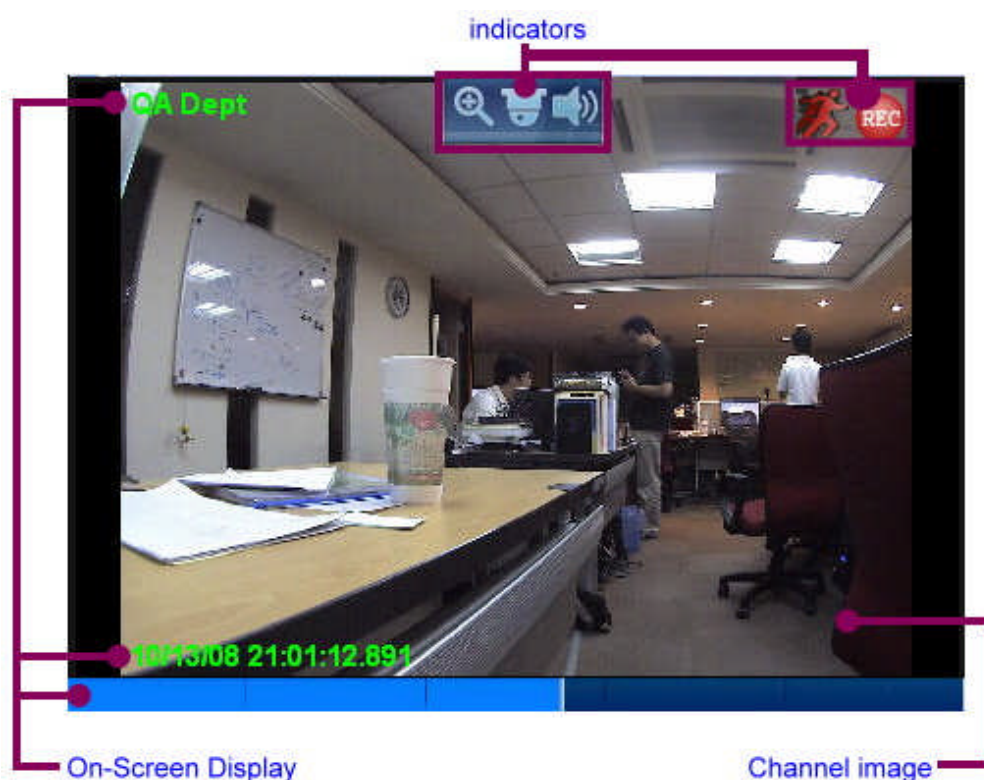 indicators
QA Dept
REC
10/13/08 21:01:12.891
On-Screen Display
Channel image